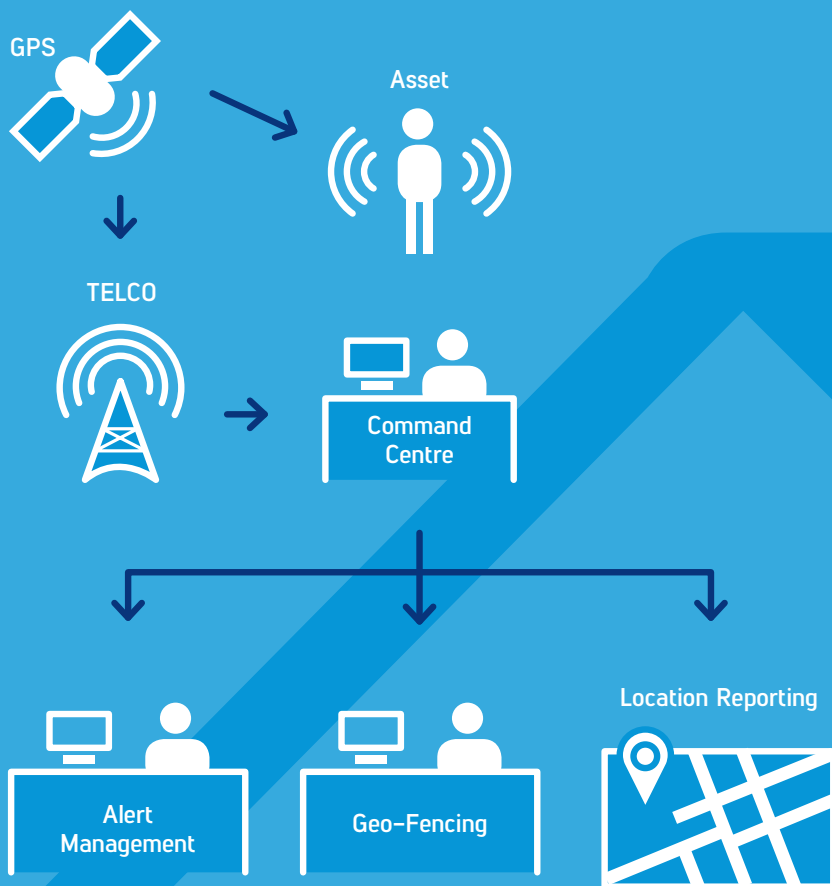 GPS
Asset
TELCO
Command
Centre
Location Reporting
Alert
Management
Geo-Fencing